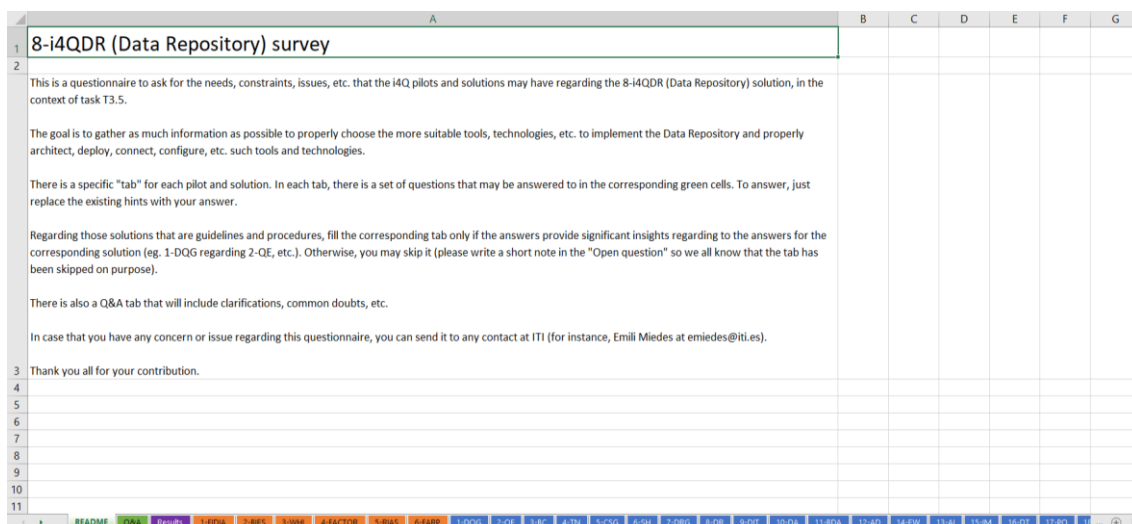 A B C D E F G
1 8-i4QDR (Data Repository) survey
2
This is a questionnaire to ask for the needs, constraints, issues, etc. that the i4Q pilots and solutions may have regarding the 8-i4QDR (Data Repository) solution, in the
context of task T3.5.
The goal is to gather as much information as possible to properly choose the more suitable tools, technologies, etc. to implement the Data Repository and properly
architect, deploy, connect, configure, etc. such tools and technologies.
There is a specific "tab" for each pilot and solution. In each tab, there is a set of questions that may be answered to in the corresponding green cells. To answer, just
replace the existing hints with your answer.
Regarding those solutions that are guidelines and procedures, fill the corresponding tab only if the answers provide significant insights regarding to the answers for the
corresponding solution (eg. 1-DQG regarding 2-QE, etc.). Otherwise, you may skip it (please write a short note in the "Open question" so we all know that the tab has
been skipped on purpose).
There is also a Q&A tab that will include clarifications, common doubts, etc.
In case that you have any concern or issue regarding this questionnaire, you can send it to any contact at ITI (for instance, Emili Miedes at emiedes@iti.es).
3 Thank you all for your contribution.
4
5
6
7
8
9
10
11
README Q&A Results 1-FIDIA 2-BIES 3-WHI 4-FACTOR 5-RIAS 6-FARP 1-DQG 2-QE 3-BC 4-TN 5-CSG 6-SH 7-DRG 8-DR 9-DIT 10-DA 11-BDA 12-AD 14-EW 13-AI 15-IM 16-DT 17-PQ